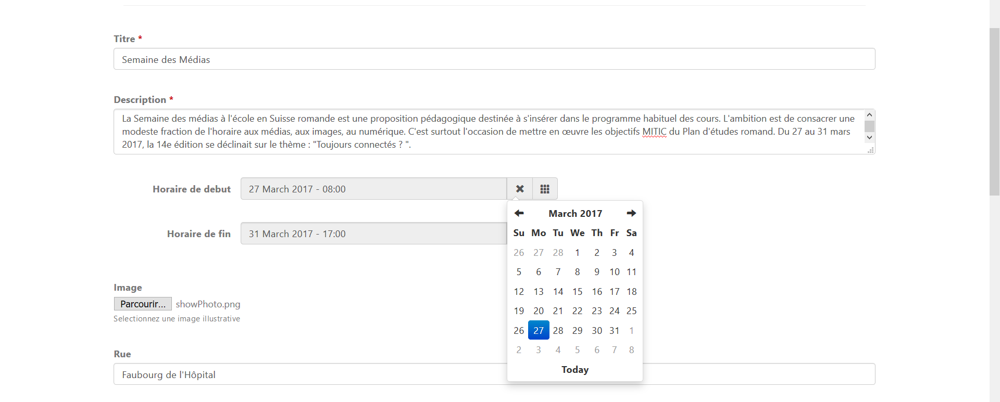 Titre *
Semaine des Médias
Description *
La Semaine des médias à l'école en Suisse romande est une proposition pédagogique destinée à s'insérer dans le programme habituel des cours. L'ambition est de consacrer une
modeste fraction de l'horaire aux médias, aux images, au numérique. C'est surtout l'occasion de mettre en œuvre les objectifs MITIC du Plan d'études romand. Du 27 au 31 mars
2017, la 14e édition se déclinait sur le thème : "Toujours connectés ? ".
Horaire de debut
27 March 2017 - 08:00
Horaire de fin
31 March 2017 - 17:00
March 2017
Su Mo Tu We Th Fr Sa
26 27 28 1 2 3 4
5 6 7 8 9 10 11
12 13 14 15 16 17 18
19 20 21 22 23 24 25
26 27 28 29 30 31 1
2 3 4 5 6 7 8
Today
Image
Parcourir... showPhoto.png
Selectionnez une image illustrative
Rue
Faubourg de l'Hôpital